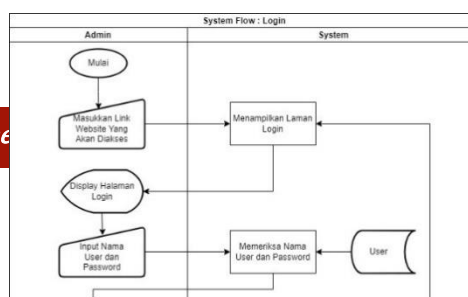 System Flow : Login
Admin
System
Mulai
Masukkan Link
Website Yang
Akan Diakses
Menampilkan Laman
Login
Display Halaman
Login
Input Nama
User dan
Password
Memeriksa Nama
User dan Password
User